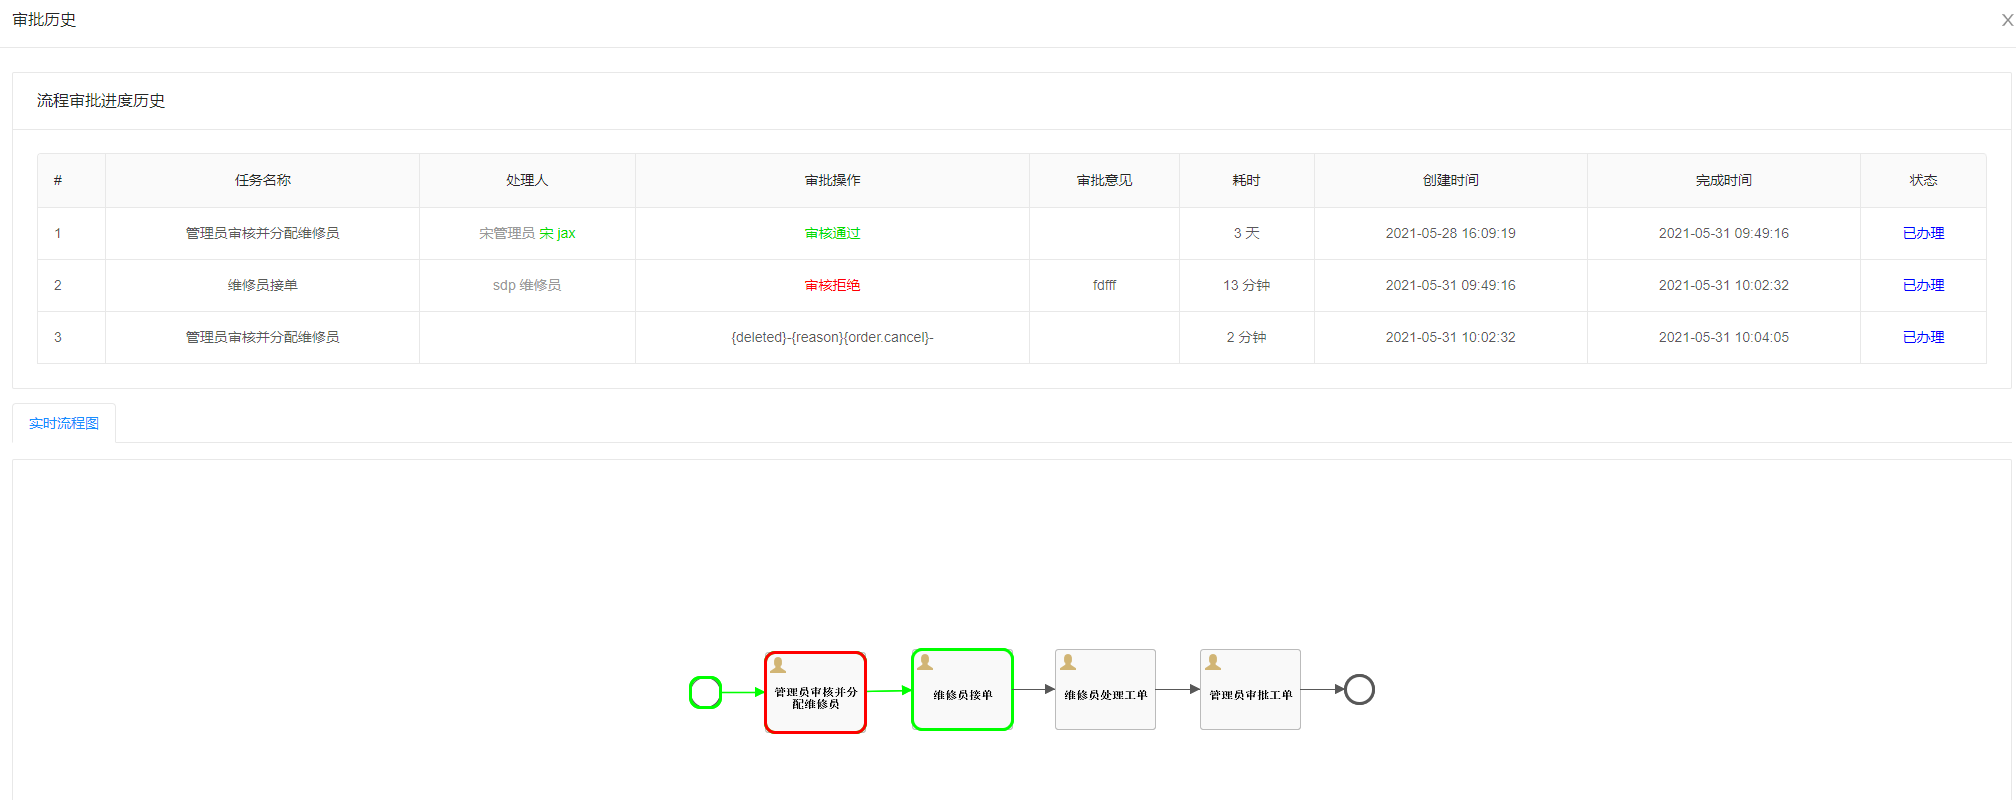 审批历史 X
流程审批进度历史
# 任务名称 处理人 审批操作 审批意见 耗时 创建时间 完成时间 状态
1 管理员审核并分配维修员 宋管理员 宋 jax 审核通过 3 天 2021-05-28 16:09:19 2021-05-31 09:49:16 已办理
2 维修员接单 sdp 维修员 审核拒绝 fdfff 13 分钟 2021-05-31 09:49:16 2021-05-31 10:02:32 已办理
3 管理员审核并分配维修员 {deleted}-{reason}{order.cancel}- 2 分钟 2021-05-31 10:02:32 2021-05-31 10:04:05 已办理
实时流程图
管理员审核并分
配维修员
维修员接单
维修员处理工单
管理员审批工单